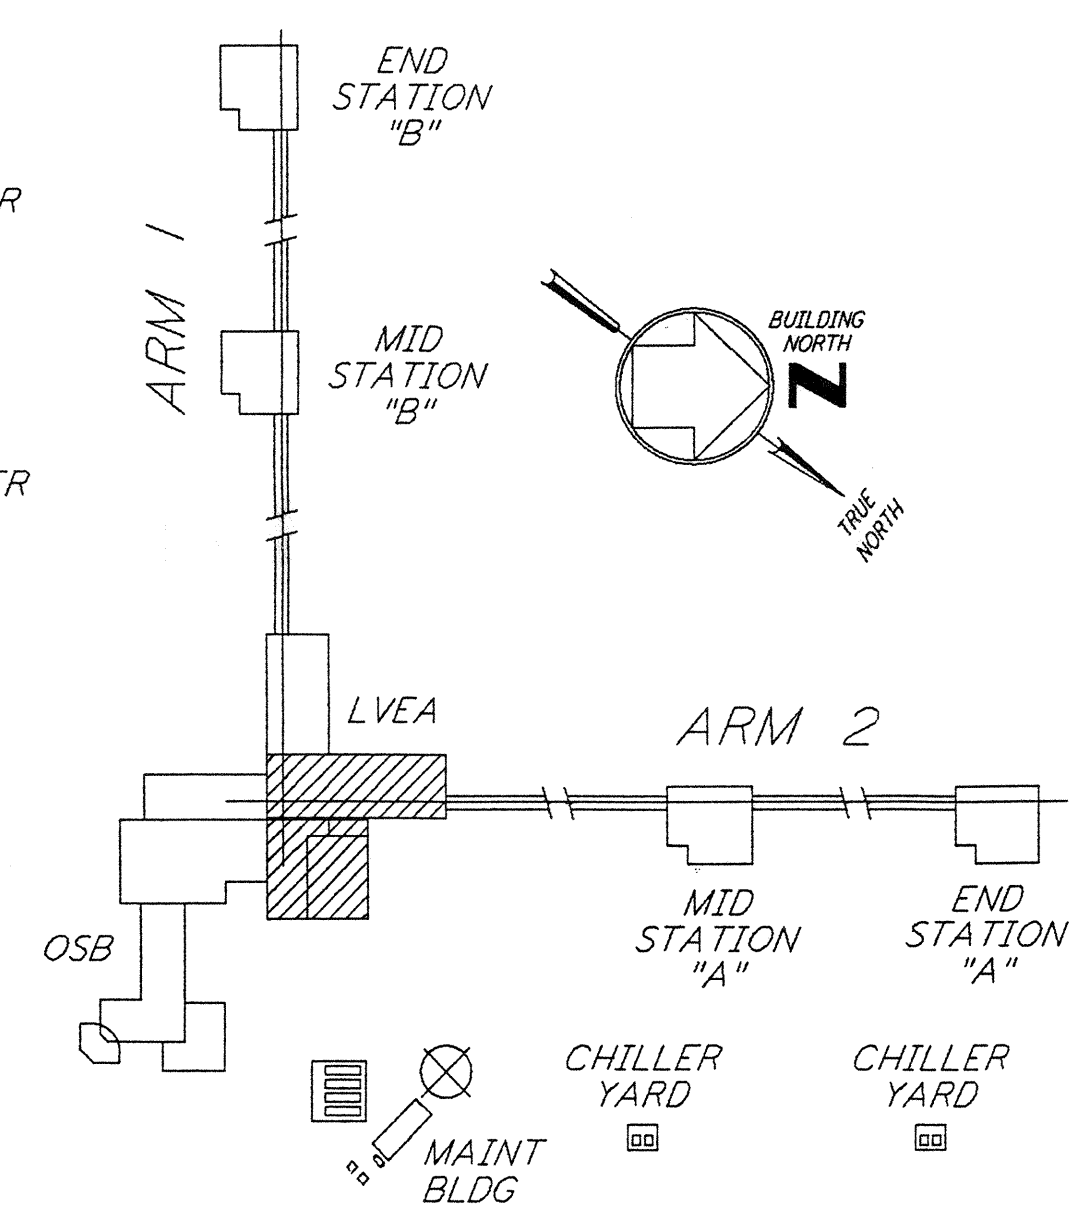 END
STATION
"B"
R
ARM 1
BUILDING
NORTH
N
MID
STATION
"B"
TR
TRUE
NORTH
LVEA
ARM 2
MID
STATION
"A"
END
STATION
"A"
OSB
CHILLER
YARD
CHILLER
YARD
MAINT
BLDG